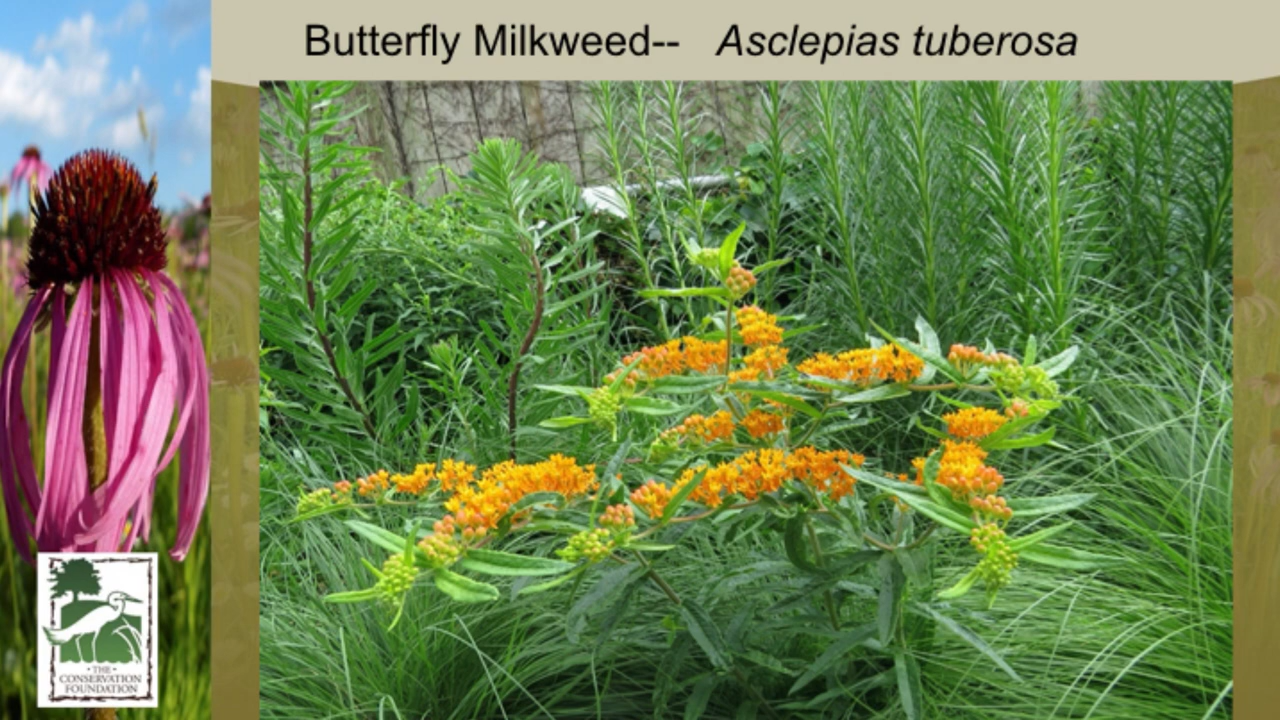 Butterfly Milkweed-- Asclepias tuberosa
· THE ·
CONSERVATION
FOUNDATION